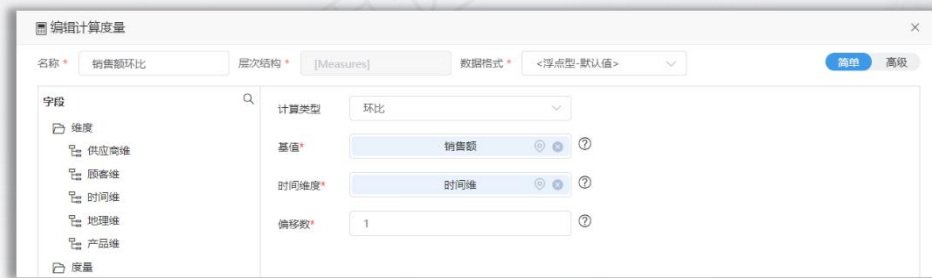 编辑计算度量
名称 * 销售额环比 层次结构 * [Measures] 数据格式 * <浮点型-默认值> 简单 高级
字段
计算类型 环比
维度
基值* 销售额
供应商维
顾客维
时间维度* 时间维
时间维
地理维
偏移数* 1
产品维
度量